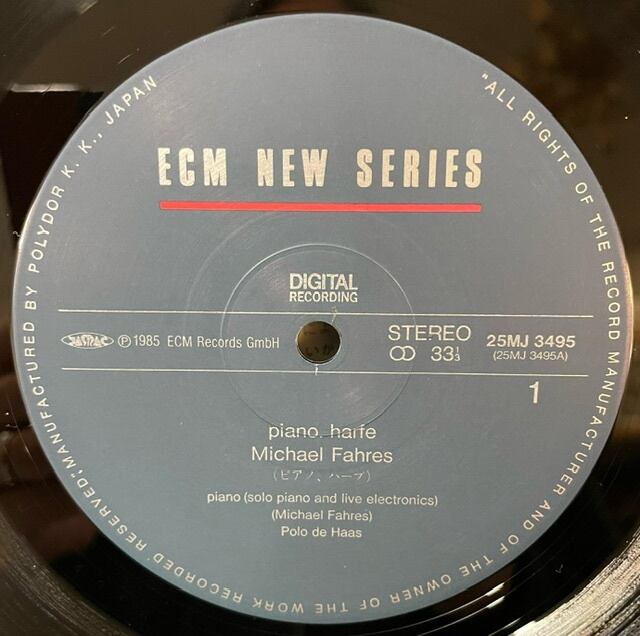 ECM NEW SERIES
DIGITAL
RECORDING
JASRAC Ⓟ 1985 ECM Records GmbH
STEREO
33⅓
25MJ 3495
(25MJ 3495A)
1
piano. harfe
Michael Fahres
(ピアノ、ハープ)
piano (solo piano and live electronics)
(Michael Fahres)
Polo de Haas
"ALL RIGHTS OF THE RECORD MANUFACTURER AND OF THE OWNER OF THE WORK RECORDED RESERVED"; MANUFACTURED BY POLYDOR K. K., JAPAN